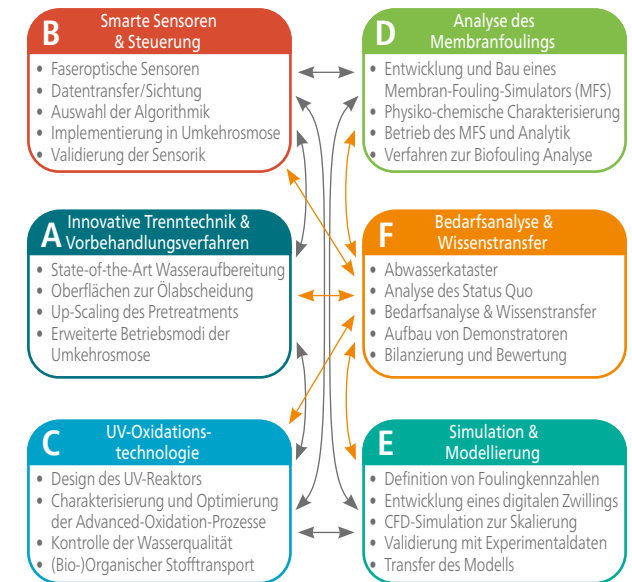 B
Smarte Sensoren
& Steuerung
• Faseroptische Sensoren
• Datentransfer/Sichtung
• Auswahl der Algorithmik
• Implementierung in Umkehrosmose
• Validierung der Sensorik
D
Analyse des
Membranfoulings
• Entwicklung und Bau eines
Membran-Fouling-Simulators (MFS)
• Physiko-chemische Charakterisierung
• Betrieb des MFS und Analytik
• Verfahren zur Biofouling Analyse
A
Innovative Trenntechnik &
Vorbehandlungsverfahren
• State-of-the-Art Wasseraufbereitung
• Oberflächen zur Ölabscheidung
• Up-Scaling des Pretreatments
• Erweiterte Betriebsmodi der
Umkehrosmose
F
Bedarfsanalyse &
Wissenstransfer
• Abwasserkataster
• Analyse des Status Quo
• Bedarfsanalyse & Wissenstransfer
• Aufbau von Demonstratoren
• Bilanzierung und Bewertung
C
UV-Oxidations-
technologie
• Design des UV-Reaktors
• Charakterisierung und Optimierung
der Advanced-Oxidation-Prozesse
• Kontrolle der Wasserqualität
• (Bio-)Organischer Stofftransport
E
Simulation &
Modellierung
• Definition von Foulingkennzahlen
• Entwicklung eines digitalen Zwillings
• CFD-Simulation zur Skalierung
• Validierung mit Experimentaldaten
• Transfer des Modells